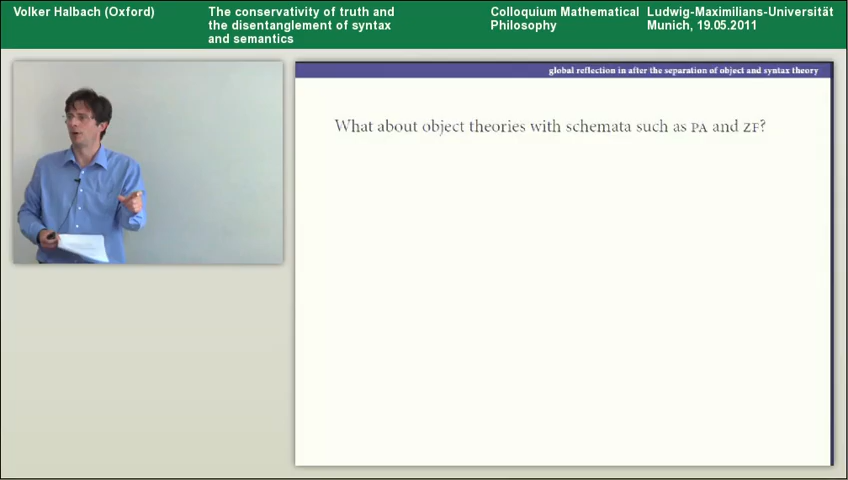 Volker Halbach (Oxford)
The conservativity of truth and
the disentanglement of syntax
and semantics
Colloquium Mathematical
Philosophy
Ludwig-Maximilians-Universität
Munich, 19.05.2011
global reflection in after the separation of object and syntax theory
What about object theories with schemata such as PA and ZF?